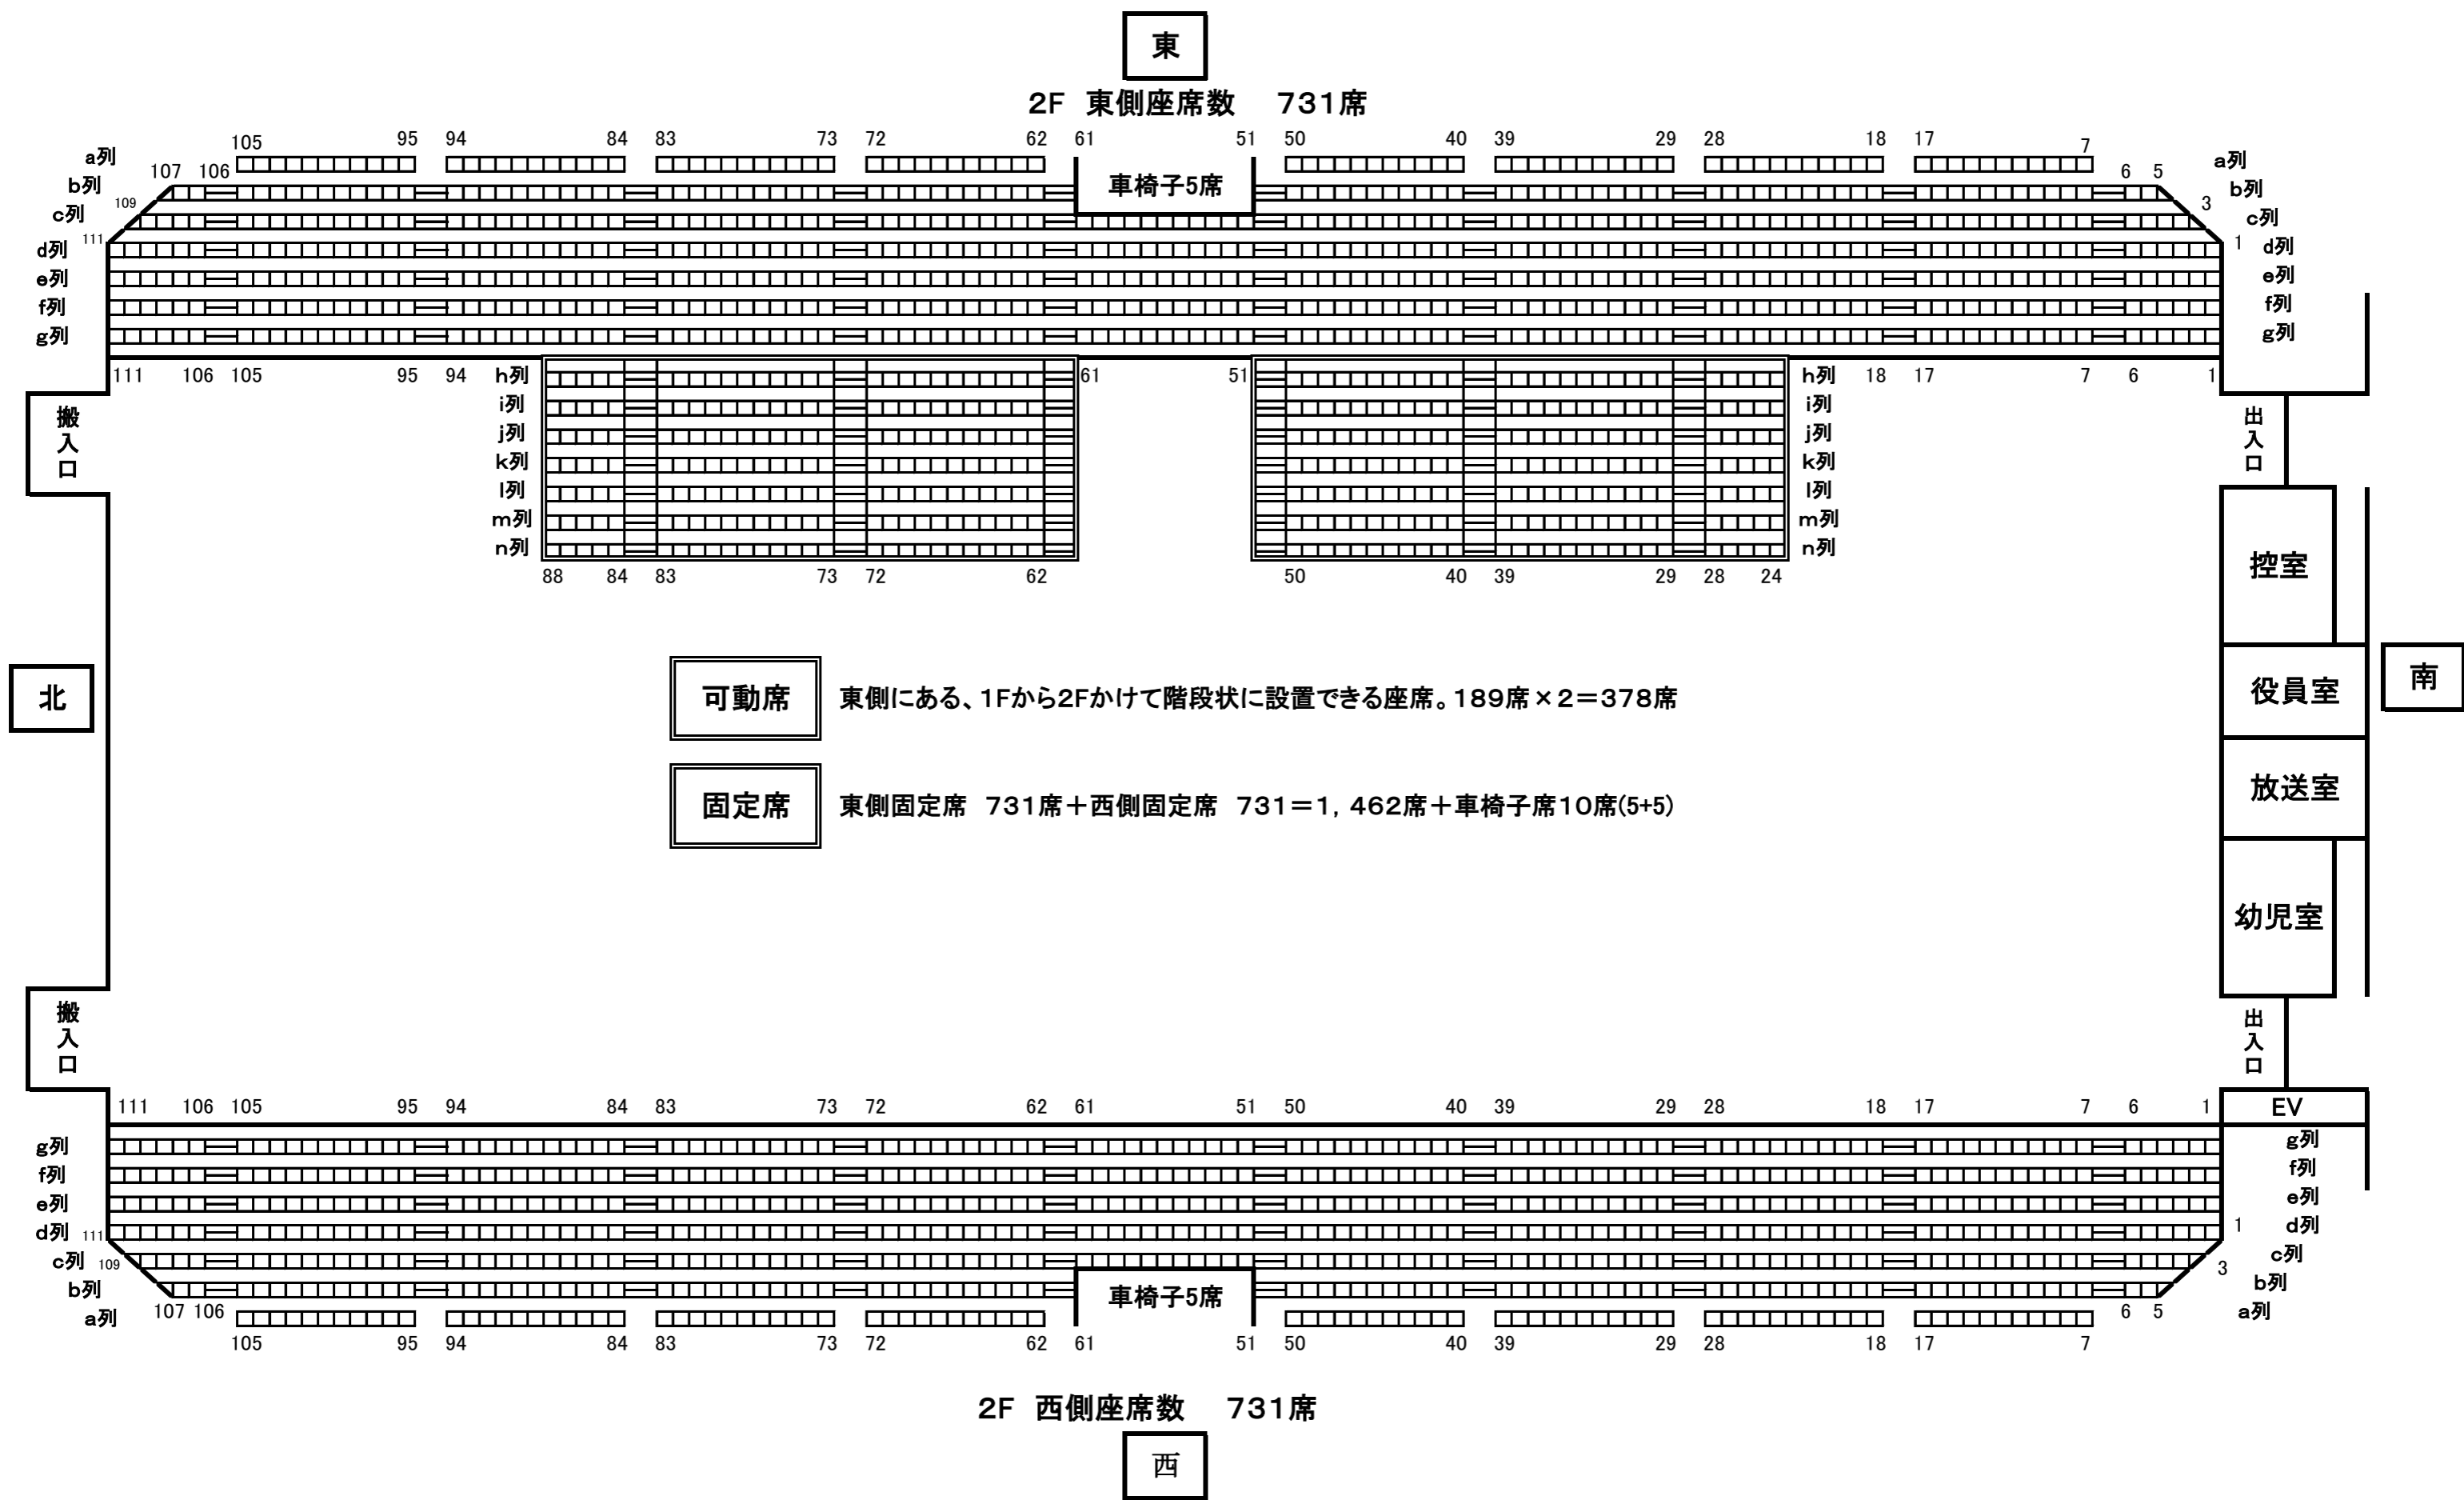 東
2F 東側座席数 731席
105 95 94 84 83 73 72 62 61 51 50 40 39 29 28 18 17 7
a列 107 106 車椅子5席 6 5 a列
b列 109 3 b列
c列 111 1 c列
d列 d列
e列 e列
f列 f列
g列 g列
111 106 105 95 94 h列 61 51 h列 18 17 7 6 1
i列 i列
j列 j列
k列 k列
l列 l列
m列 m列
n列 n列
88 84 83 73 72 62 50 40 39 29 28 24
搬入口
出入口
控室
北
可動席 東側にある、1Fから2Fかけて階段状に設置できる座席。189席×2=378席
役員室
南
固定席 東側固定席 731席+西側固定席 731=1,462席+車椅子席10席(5+5)
放送室
幼児室
搬入口
出入口
111 106 105 95 94 84 83 73 72 62 61 51 50 40 39 29 28 18 17 7 6 1 EV
g列 g列
f列 f列
e列 e列
d列 111 1 d列
c列 109 3 c列
b列 車椅子5席 b列
a列 107 106 6 5 a列
105 95 94 84 83 73 72 62 61 51 50 40 39 29 28 18 17 7
2F 西側座席数 731席
西